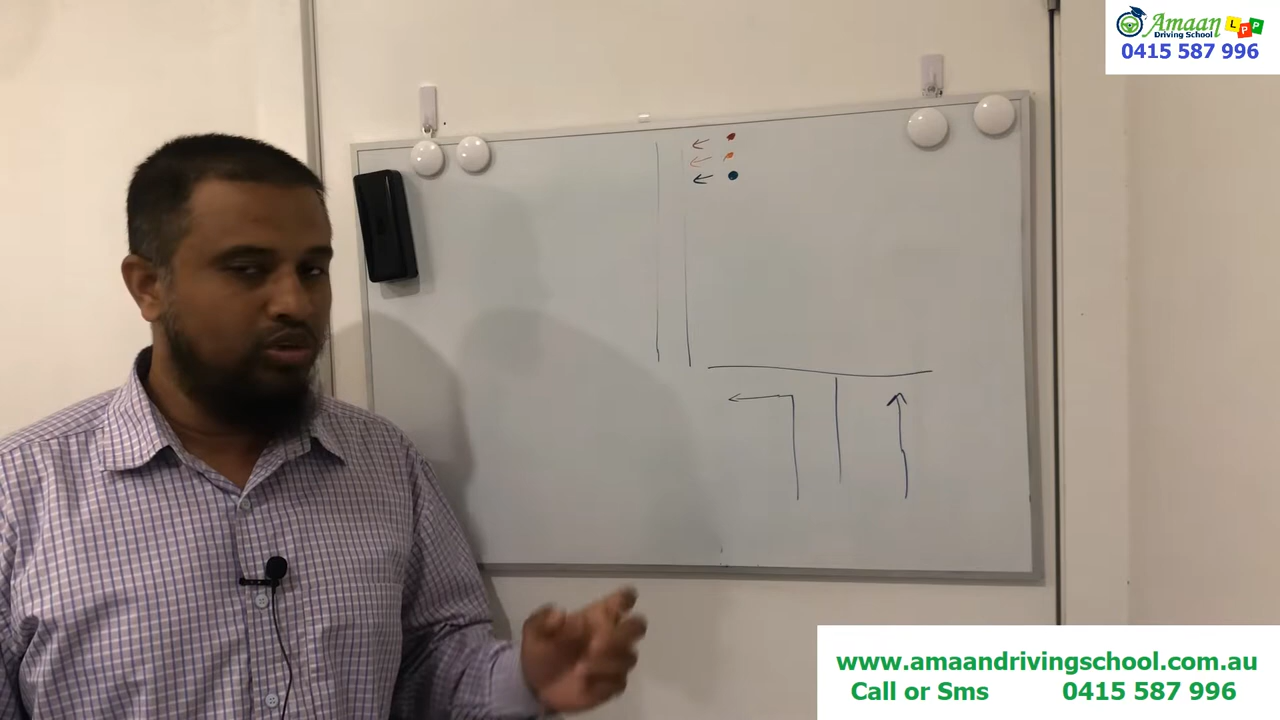 Amaan
L P P
Driving School
0415 587 996
www.amaandrivingschool.com.au
Call or Sms 0415 587 996